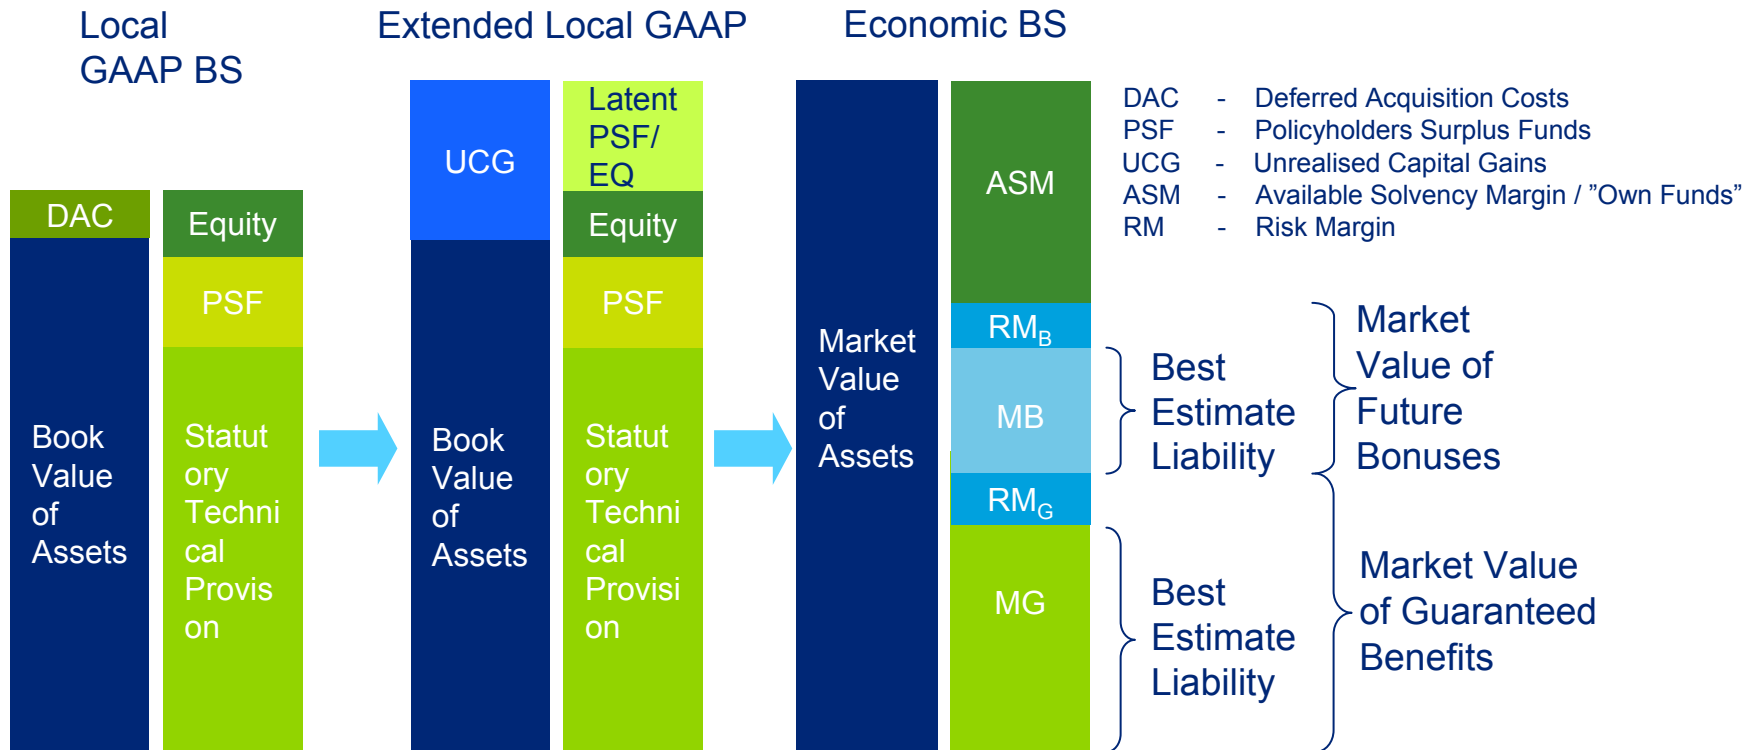 Local
GAAP BS
Extended Local GAAP
Economic BS
DAC
Book
Value
of
Assets
Equity
PSF
Statut
ory
Techni
cal
Provis
on
UCG
Book
Value
of
Assets
Latent
PSF/
EQ
Equity
PSF
Statut
ory
Techni
cal
Provisi
on
Market
Value
of
Assets
ASM
RM_B
MB
RM_G
MG
DAC - Deferred Acquisition Costs
PSF - Policyholders Surplus Funds
UCG - Unrealised Capital Gains
ASM - Available Solvency Margin / ”Own Funds”
RM - Risk Margin
Best
Estimate
Liability
Market
Value of
Future
Bonuses
Best
Estimate
Liability
Market Value
of Guaranteed
Benefits